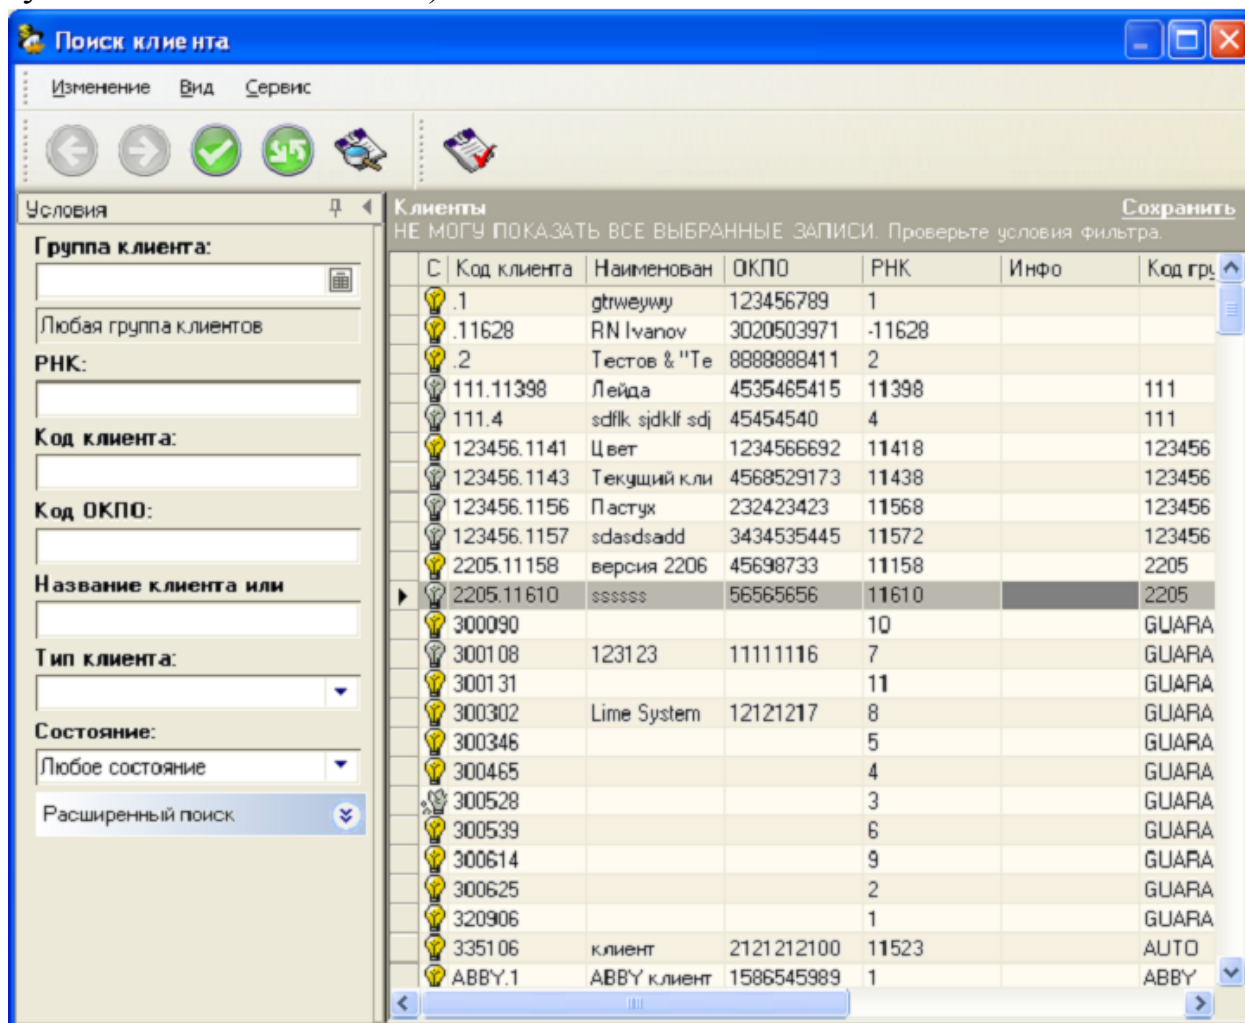 Поиск клиента
Изменение Вид Сервис
Условия
Группа клиента:
Любая группа клиентов
РНК:
Код клиента:
Код ОКПО:
Название клиента или
Тип клиента:
Состояние:
Любое состояние
Расширенный поиск
Клиенты Сохранить
НЕ МОГУ ПОКАЗАТЬ ВСЕ ВЫБРАННЫЕ ЗАПИСИ. Проверьте условия фильтра.
С Код клиента Наименован ОКПО РНК Инфо Код гру
.1 gtrweywy 123456789 1
.11628 RN Ivanov 3020503971 -11628
.2 Тестов & "Те 8888888411 2
111.11398 Лейда 4535465415 11398 111
111.4 sdflk sjdklf sdj 45454540 4 111
123456.1141 Цвет 1234566692 11418 123456
123456.1143 Текущий кли 4568529173 11438 123456
123456.1156 Пастух 232423423 11568 123456
123456.1157 sdasdsadd 3434535445 11572 123456
2205.11158 версия 2206 45698733 11158 2205
2205.11610 ssssss 56565656 11610 2205
300090 10 GUARA
300108 123123 11111116 7 GUARA
300131 11 GUARA
300302 Lime System 12121217 8 GUARA
300346 5 GUARA
300465 4 GUARA
300528 3 GUARA
300539 6 GUARA
300614 9 GUARA
300625 2 GUARA
320906 1 GUARA
335106 клиент 2121212100 11523 AUTO
ABBY.1 ABBY клиент 1586545989 1 ABBY